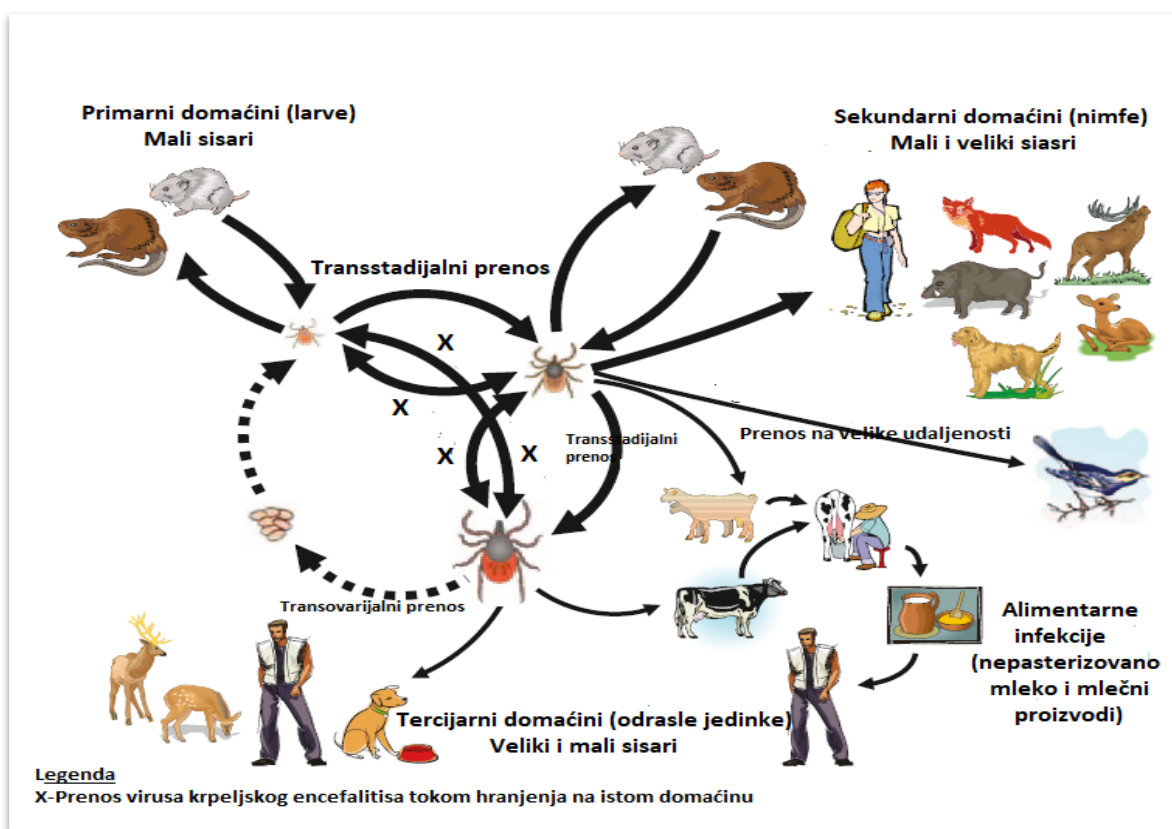 Primarni domaćini (larve)
Mali sisari
Sekundarni domaćini (nimfe)
Mali i veliki siasri
Transstadijalni prenos
X
X
X
X
Transstadijalni
prenos
Prenos na velike udaljenosti
Transovarijalni prenos
Alimentarne
infekcije
(nepasterizovano
mleko i mlečni
proizvodi)
Tercijarni domaćini (odrasle jedinke)
Veliki i mali sisari
Legenda
X-Prenos virusa krpeljskog encefalitisa tokom hranjenja na istom domaćinu